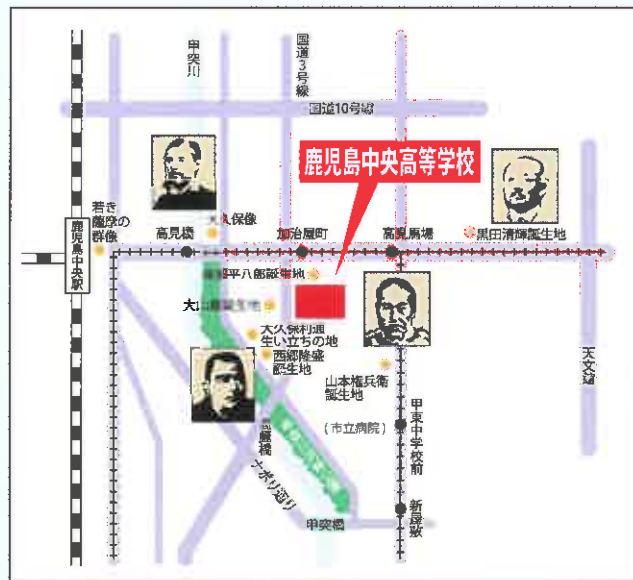 甲突川
国道3号線
国道10号線
鹿児島中央高等学校
若き
薩摩の
群像
鹿児島中央駅
高見橋
大久保像
加治屋町
高見馬場
黒田清輝誕生地
平八郎誕生地
大山巌誕生地
大久保利通
生い立ちの地
西郷隆盛
誕生地
山本権兵衛
誕生地
天文館
(市立病院)
甲東中学校前
ナポリ通り
甲突橋
新屋敷